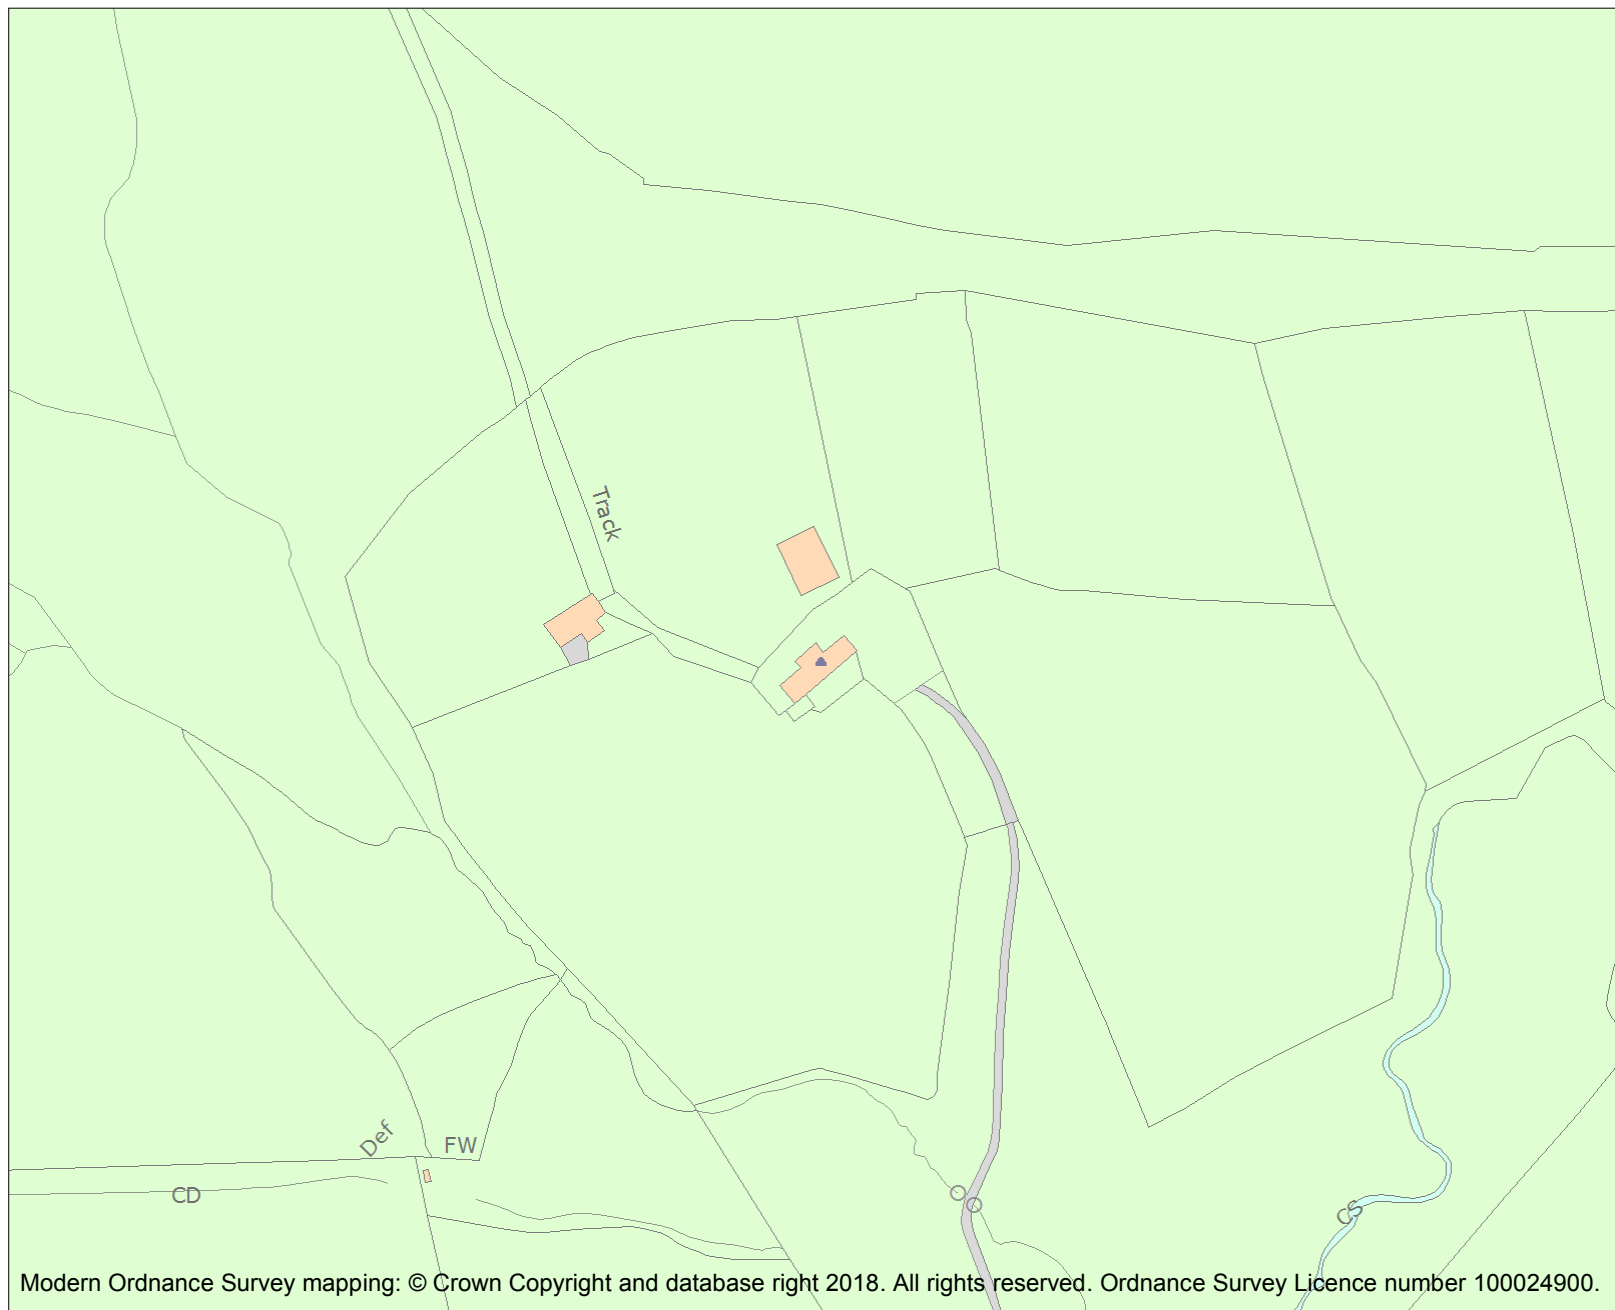 Track
Def
FW
CD
CS
Modern Ordnance Survey mapping: © Crown Copyright and database right 2018. All rights reserved. Ordnance Survey Licence number 100024900.